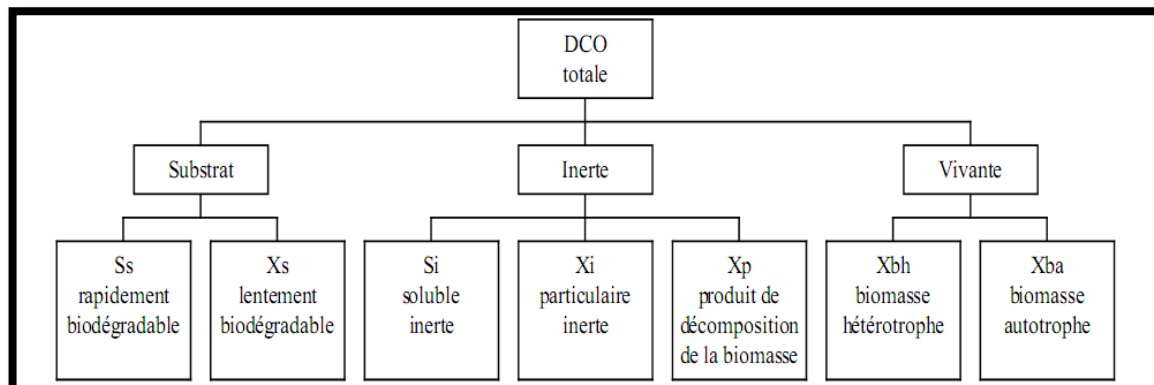 DCO
totale
Substrat
Inerte
Vivante
Ss
rapidement
biodégradable
Xs
lentement
biodégradable
Si
soluble
inerte
Xi
particulaire
inerte
Xp
produit de
décomposition
de la biomasse
Xbh
biomasse
hétérotrophe
Xba
biomasse
autotrophe